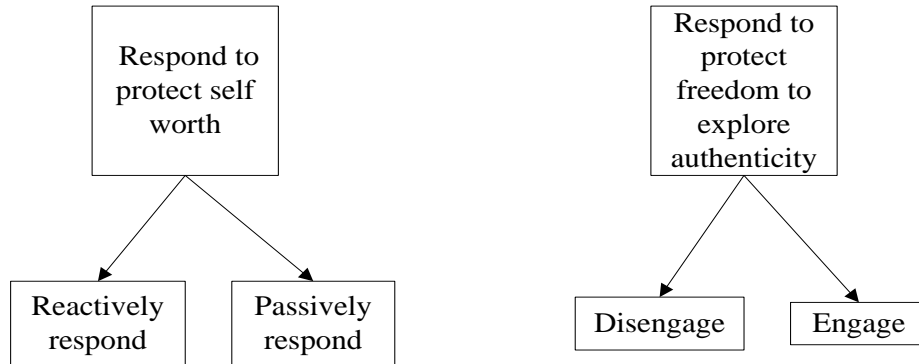 Respond to
protect self
worth
Respond to
protect
freedom to
explore
authenticity
Reactively
respond
Passively
respond
Disengage
Engage